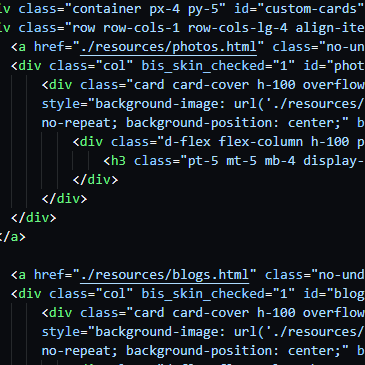 v class="container px-4 py-5" id="custom-cards"
v class="row row-cols-1 row-cols-lg-4 align-ite
<a href="./resources/photos.html" class="no-un
<div class="col" bis_skin_checked="1" id="phot
<div class="card card-cover h-100 overflow
style="background-image: url('./resources/
no-repeat; background-position: center;" b
<div class="d-flex flex-column h-100 p
<h3 class="pt-5 mt-5 mb-4 display-
</div>
</div>
</div>
</a>
<a href="./resources/blogs.html" class="no-und
<div class="col" bis_skin_checked="1" id="blog
<div class="card card-cover h-100 overflow
style="background-image: url('./resources/
no-repeat; background-position: center;" b